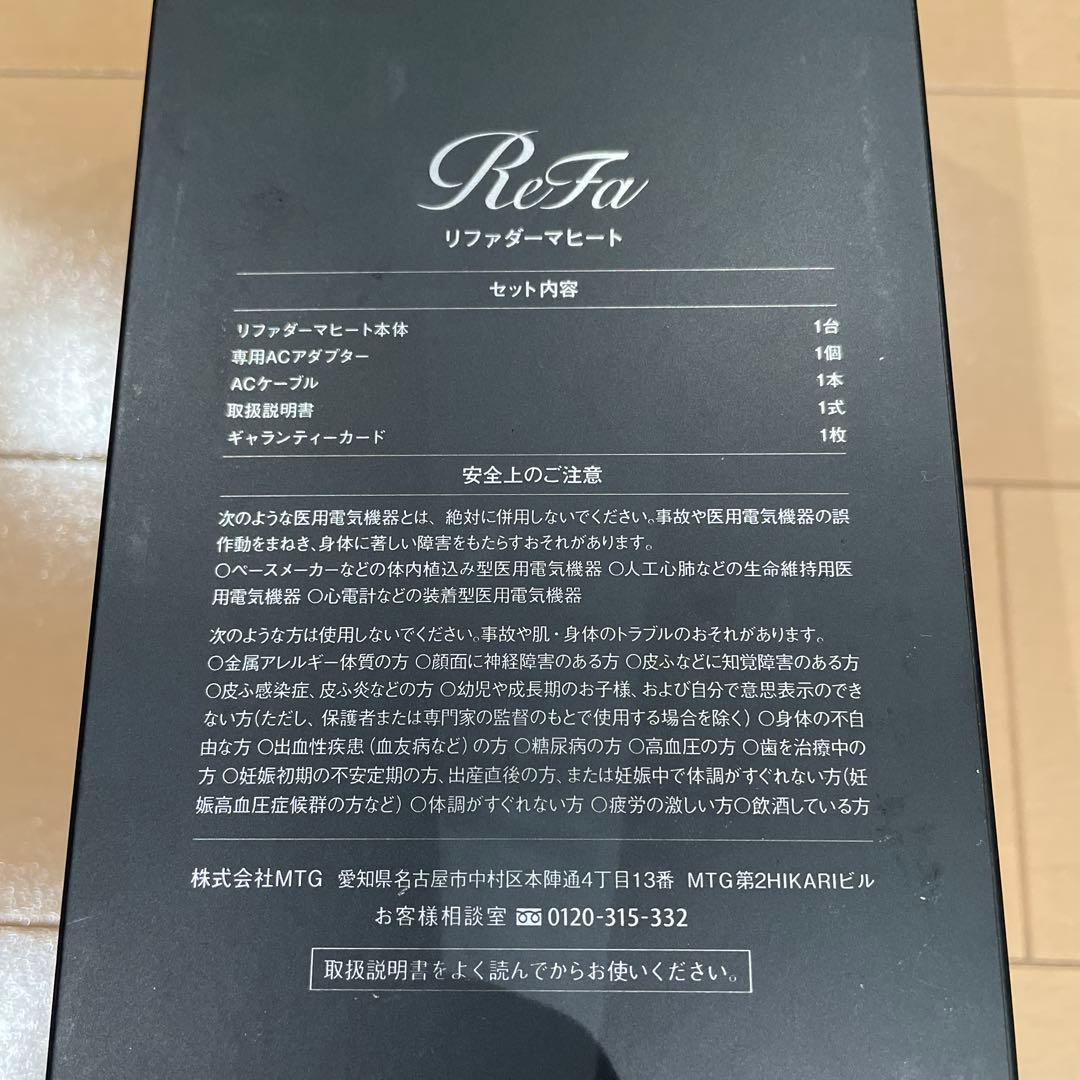 ReFa
リファダーマヒート
セット内容
リファダーマヒート本体 1台
専用ACアダプター 1個
ACケーブル 1本
取扱説明書 1式
ギャランティーカード 1枚
安全上のご注意
次のような医用電気機器とは、絶対に併用しないでください。事故や医用電気機器の誤
作動をまねき、身体に著しい障害をもたらすおそれがあります。
○ペースメーカーなどの体内植込み型医用電気機器 ○人工心肺などの生命維持用医
用電気機器 ○心電計などの装着型医用電気機器
次のような方は使用しないでください。事故や肌・身体のトラブルのおそれがあります。
○金属アレルギー体質の方 ○顔面に神経障害のある方 ○皮ふなどに知覚障害のある方
○皮ふ感染症、皮ふ炎などの方 ○幼児や成長期のお子様、および自分で意思表示のでき
ない方(ただし、保護者または専門家の監督のもとで使用する場合を除く) ○身体の不自
由な方 ○出血性疾患(血友病など)の方 ○糖尿病の方 ○高血圧の方 ○歯を治療中の
方 ○妊娠初期の不安定期の方、出産直後の方、または妊娠中で体調がすぐれない方(妊
娠高血圧症候群の方など) ○体調がすぐれない方 ○疲労の激しい方○飲酒している方
株式会社MTG 愛知県名古屋市中村区本陣通4丁目13番 MTG第2HIKARIビル
お客様相談室 0120-315-332
取扱説明書をよく読んでからお使いください。